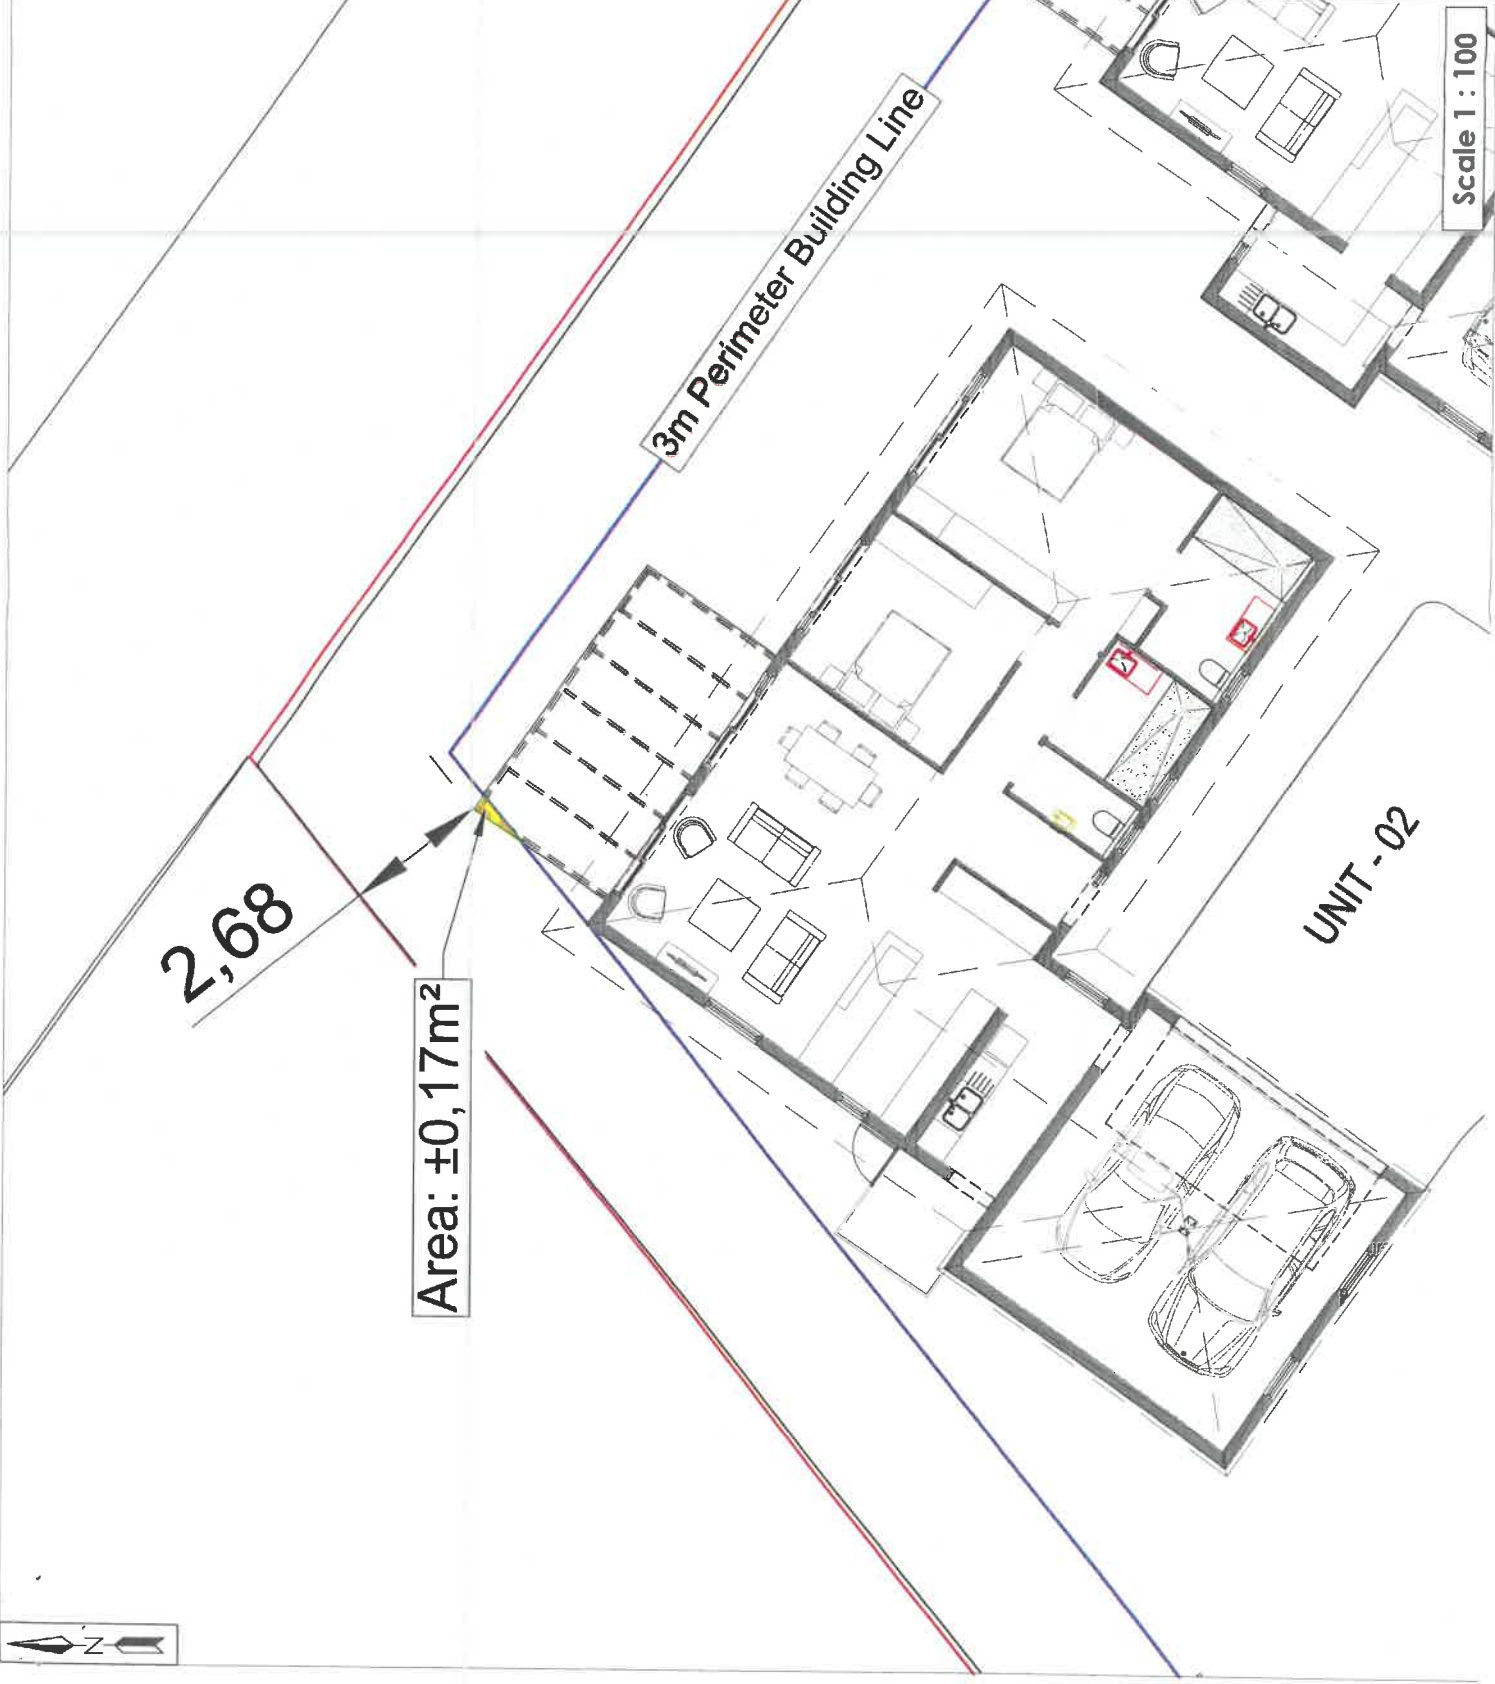 Scale 1 : 100
3m Perimeter Building Line
2,68
Area: ±0,17m²
UNIT - 02
N